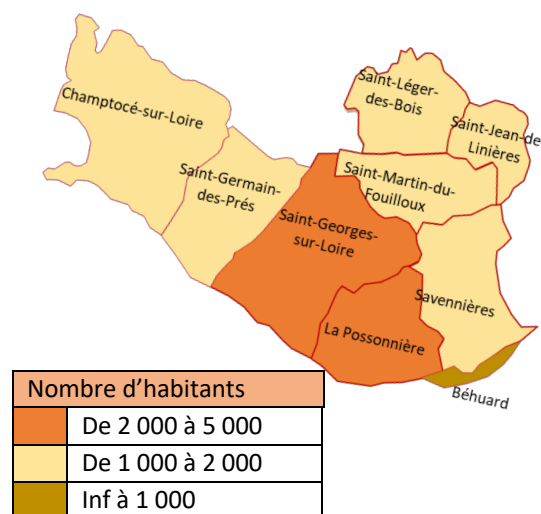 Champtocé-sur-Loire
Saint-Léger-
des-Bois
Saint-Jean-de
Linières
Saint-Germain-
des-Prés
Saint-Martin-du-
Fouilloux
Saint-Georges-
sur-Loire
Savennières
La Possonnière
Béhuard
Nombre d’habitants
De 2 000 à 5 000
De 1 000 à 2 000
Inf à 1 000